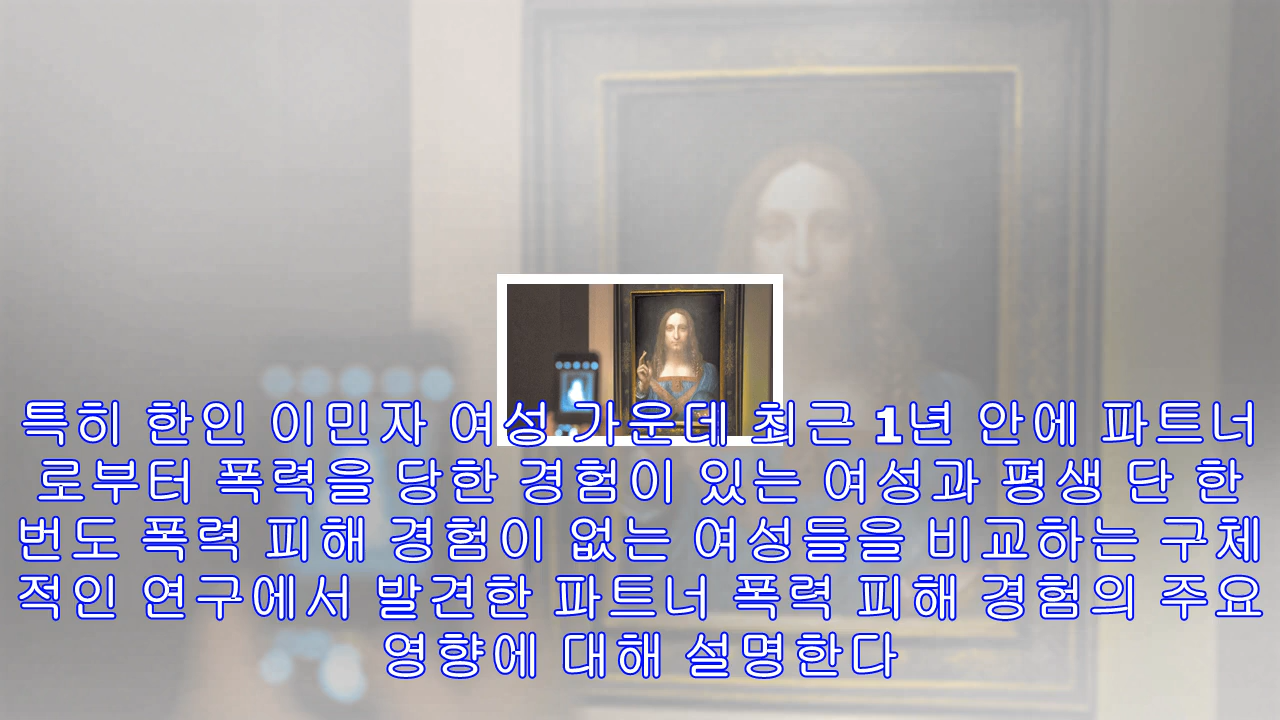 특히 한인 이민자 여성 가운데 최근 1년 안에 파트너
로부터 폭력을 당한 경험이 있는 여성과 평생 단 한
번도 폭력 피해 경험이 없는 여성들을 비교하는 구체
적인 연구에서 발견한 파트너 폭력 피해 경험의 주요
영향에 대해 설명한다